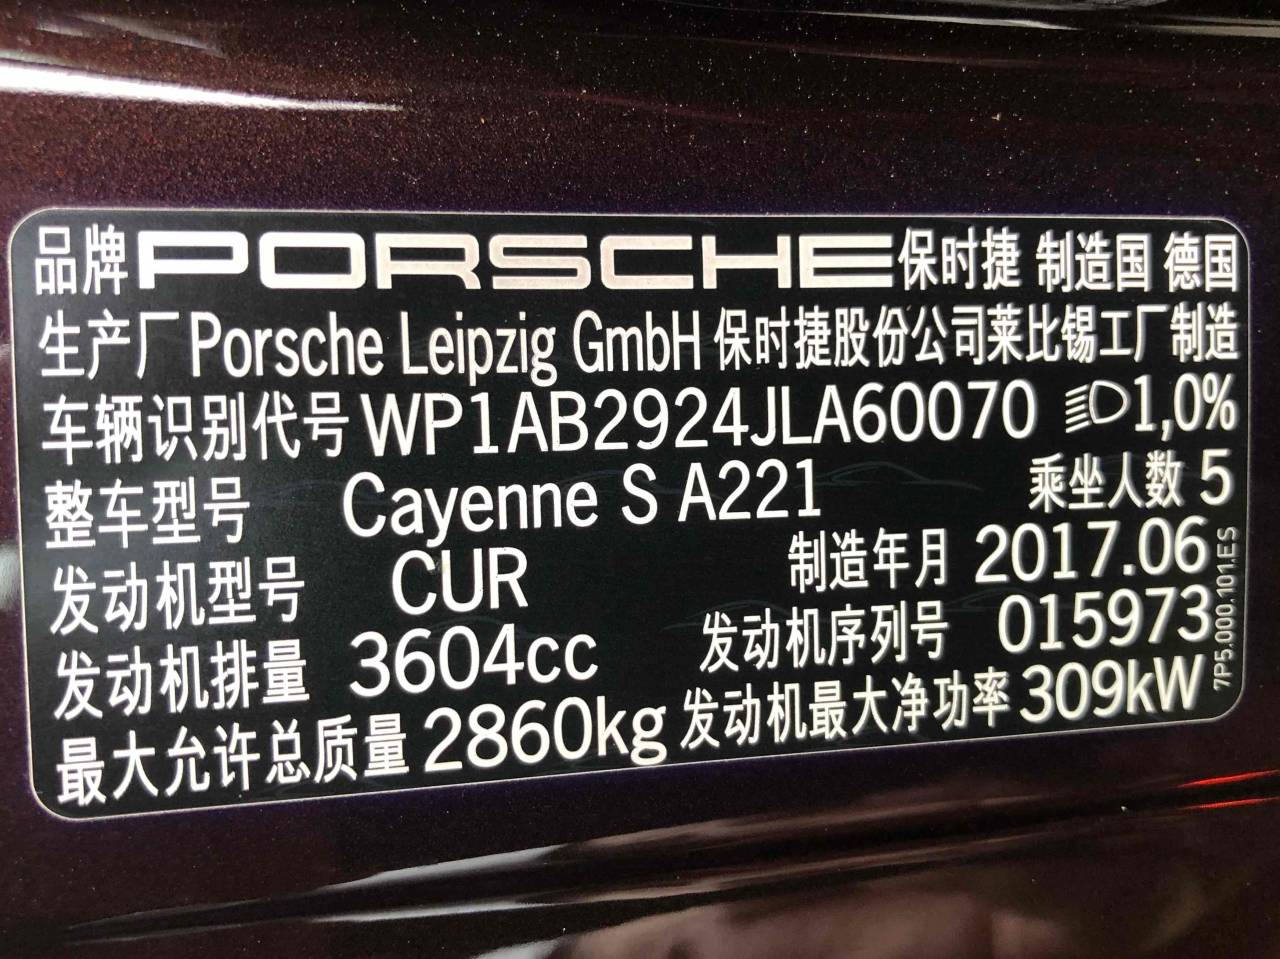 品牌 PORSCHE 保时捷 制造国 德国
生产厂 Porsche Leipzig GmbH 保时捷股份公司莱比锡工厂制造
车辆识别代号 WP1AB2924JLA60070 1,0%
整车型号 Cayenne S A221 乘坐人数 5
发动机型号 CUR 制造年月 2017.06
发动机排量 3604cc 发动机序列号 015973
最大允许总质量 2860kg 发动机最大净功率 309kW
7P5.000.101.ES